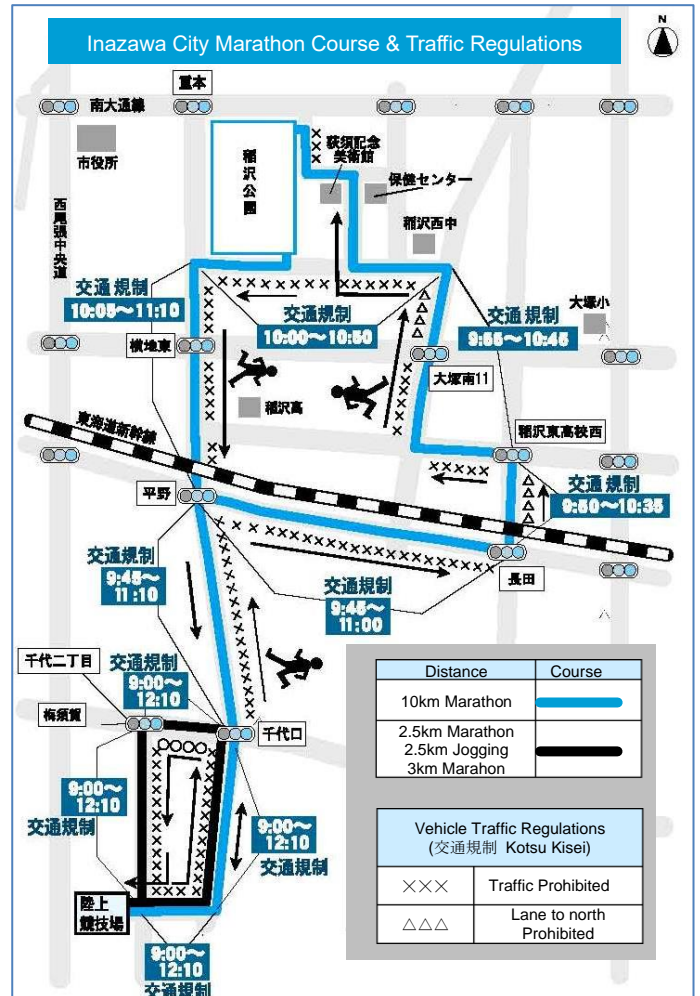 Inazawa City Marathon Course & Traffic Regulations
N
重本
南大通線
市役所
稲沢公園
荻須記念
美術館
保健センター
稲沢西中
西尾張中央道
交通規制
10:05～11:10
交通規制
10:00～10:50
交通規制
9:55～10:45
大塚小
横地東
大塚南11
稲沢高
稲沢東高校西
東海道新幹線
交通規制
9:50～10:35
平野
長田
交通規制
9:45～
11:10
交通規制
9:45～
11:00
千代二丁目
交通規制
9:00～
12:10
梅須賀
千代口
9:00～
12:10
交通規制
9:00～
12:10
交通規制
陸上
競技場
9:00～
12:10
交通規制
Distance Course
10km Marathon
2.5km Marathon
2.5km Jogging
3km Marahon
Vehicle Traffic Regulations
(交通規制 Kotsu Kisei)
××× Traffic Prohibited
△△△ Lane to north
Prohibited